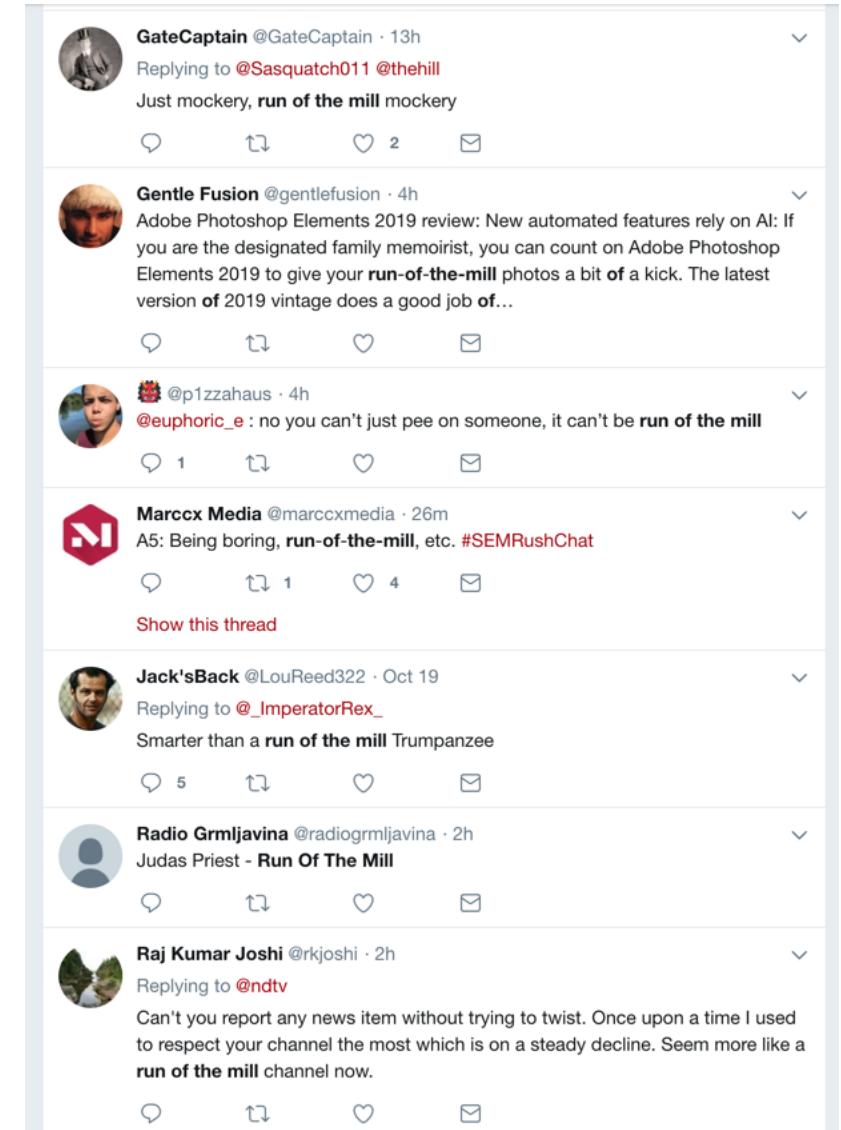 GateCaptain @GateCaptain · 13h
Replying to @Sasquatch011 @thehill
Just mockery, run of the mill mockery
2
Gentle Fusion @gentlefusion · 4h
Adobe Photoshop Elements 2019 review: New automated features rely on AI: If
you are the designated family memoirist, you can count on Adobe Photoshop
Elements 2019 to give your run-of-the-mill photos a bit of a kick. The latest
version of 2019 vintage does a good job of…
👹 @p1zzahaus · 4h
@euphoric_e : no you can’t just pee on someone, it can’t be run of the mill
1
Marccx Media @marccxmedia · 26m
A5: Being boring, run-of-the-mill, etc. #SEMRushChat
1 4
Show this thread
Jack'sBack @LouReed322 · Oct 19
Replying to @_ImperatorRex_
Smarter than a run of the mill Trumpanzee
5
Radio Grmljavina @radiogrmljavina · 2h
Judas Priest - Run Of The Mill
Raj Kumar Joshi @rkjoshi · 2h
Replying to @ndtv
Can't you report any news item without trying to twist. Once upon a time I used
to respect your channel the most which is on a steady decline. Seem more like a
run of the mill channel now.